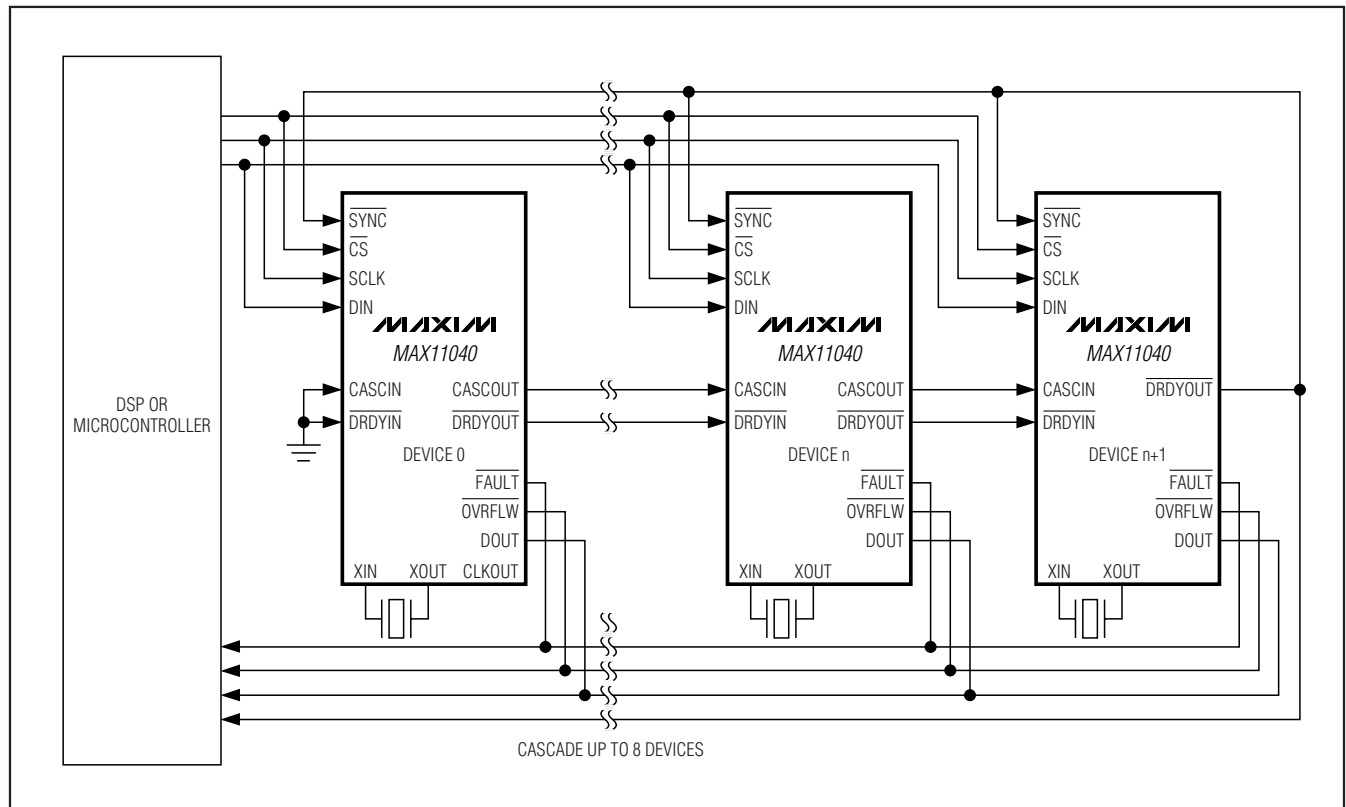 DSP OR
MICROCONTROLLER
SYNC
CS
SCLK
DIN
MAXIM
MAX11040
CASCIN
CASCOUT
DRDYIN
DRDYOUT
DEVICE 0
FAULT
OVRFLW
DOUT
XIN
XOUT
CLKOUT
SYNC
CS
SCLK
DIN
MAXIM
MAX11040
CASCIN
CASCOUT
DRDYIN
DRDYOUT
DEVICE n
FAULT
OVRFLW
DOUT
XIN
XOUT
SYNC
CS
SCLK
DIN
MAXIM
MAX11040
CASCIN
DRDYOUT
DRDYIN
DEVICE n+1
FAULT
OVRFLW
DOUT
XIN
XOUT
CASCADE UP TO 8 DEVICES